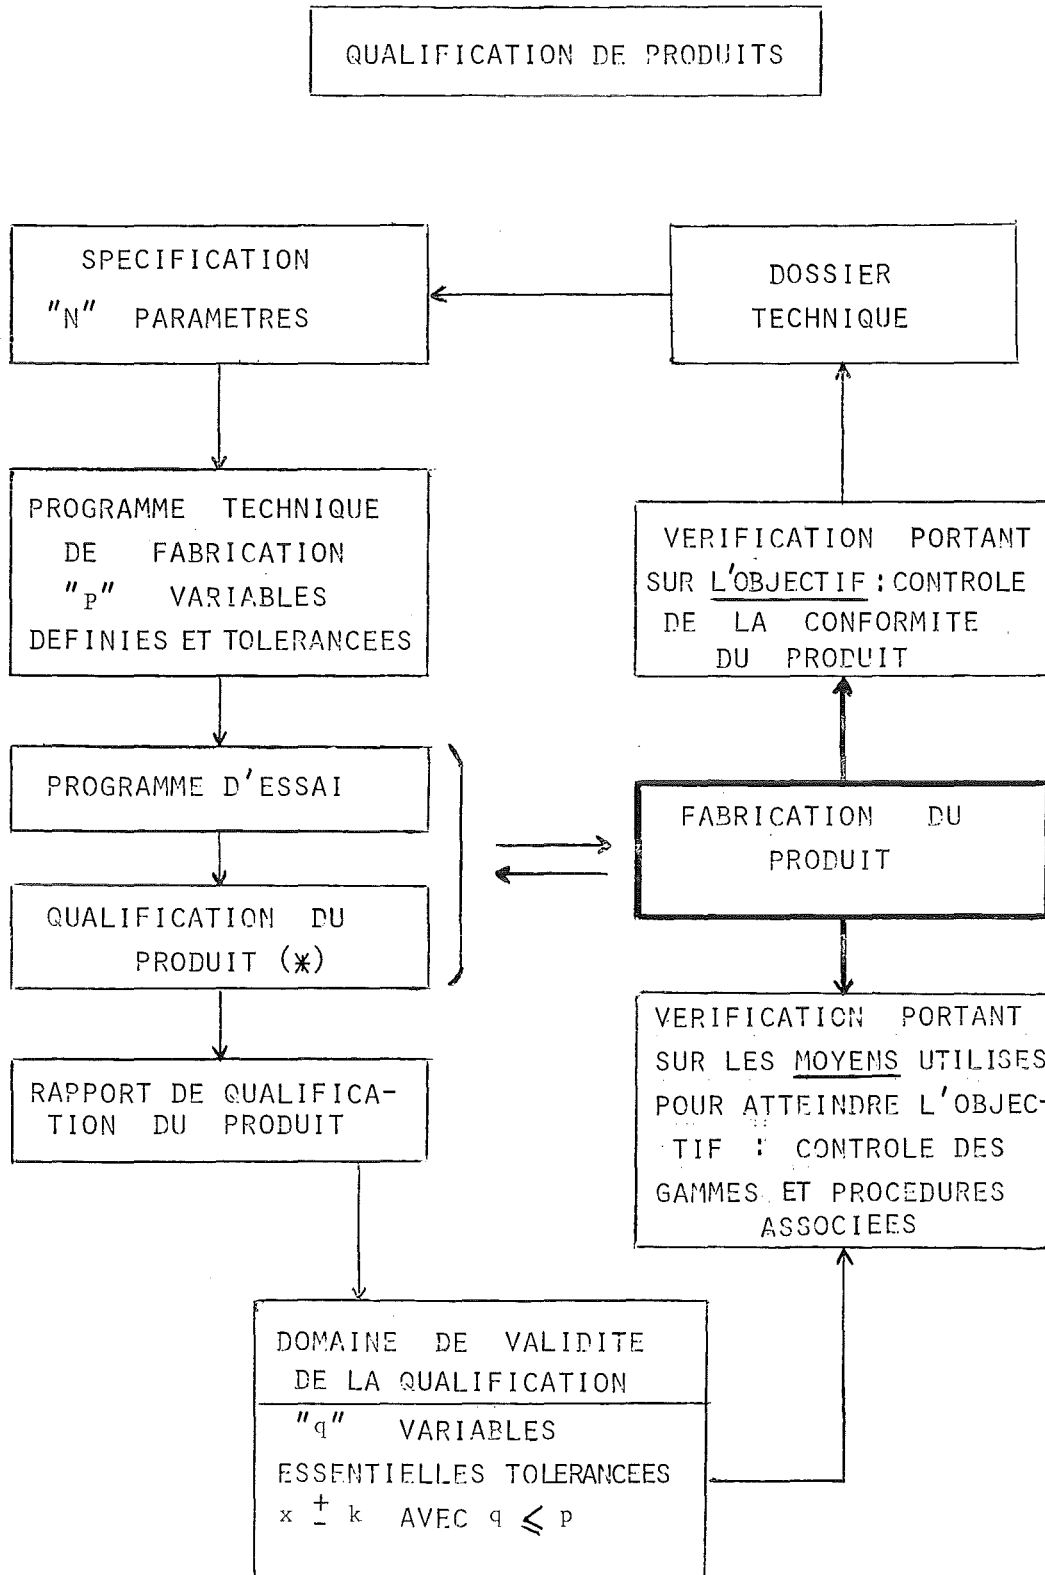 QUALIFICATION DE PRODUITS
SPECIFICATION
"N" PARAMETRES
DOSSIER
TECHNIQUE
PROGRAMME TECHNIQUE
DE FABRICATION
"p" VARIABLES
DEFINIES ET TOLERANCEES
VERIFICATION PORTANT
SUR L'OBJECTIF : CONTROLE
DE LA CONFORMITE
DU PRODUIT
PROGRAMME D'ESSAI
FABRICATION DU
PRODUIT
QUALIFICATION DU
PRODUIT (*)
RAPPORT DE QUALIFICA-
TION DU PRODUIT
VERIFICATION PORTANT
SUR LES MOYENS UTILISES
POUR ATTEINDRE L'OBJEC-
TIF : CONTROLE DES
GAMMES ET PROCEDURES
ASSOCIEES
DOMAINE DE VALIDITE
DE LA QUALIFICATION
"q" VARIABLES
ESSENTIELLES TOLERANCEES
x ± k AVEC q ⩽ p